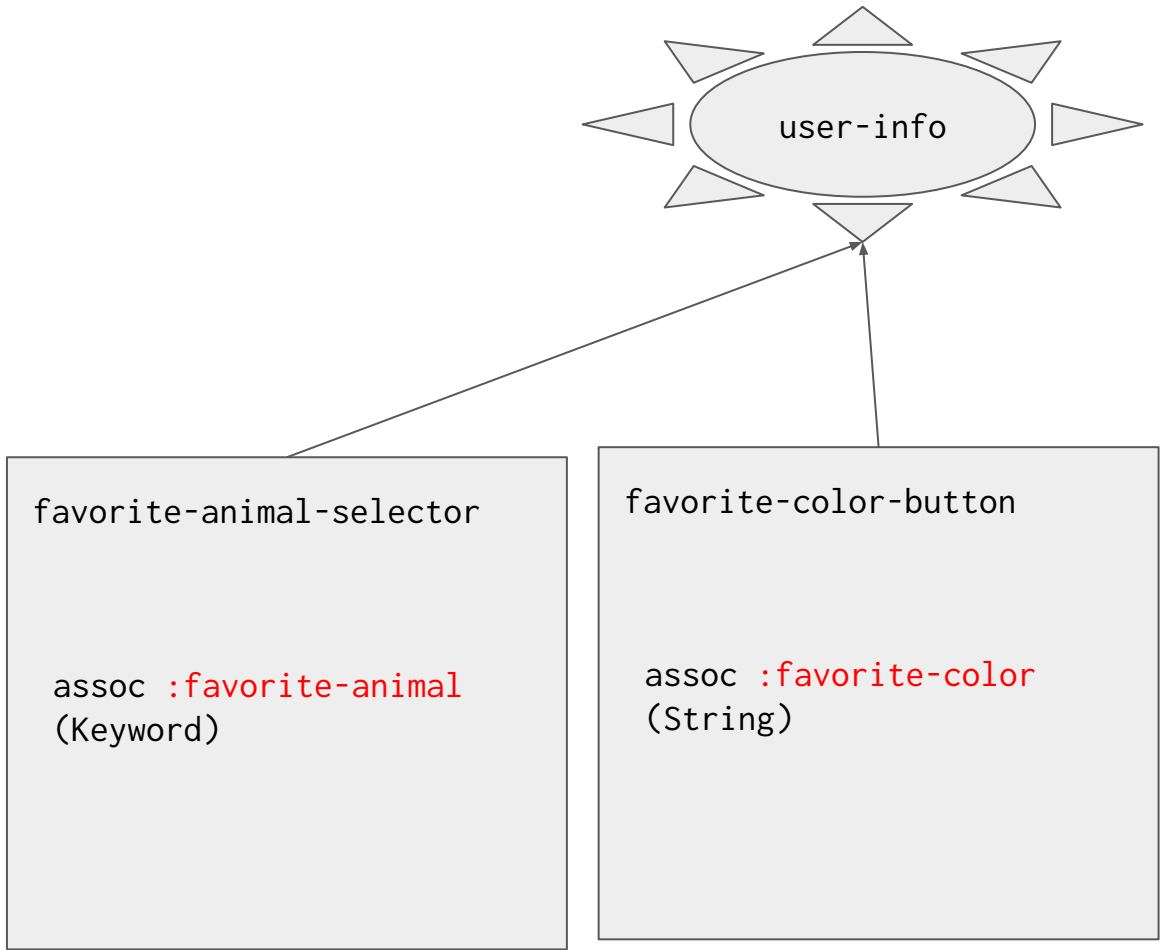 user-info
favorite-animal-selector
assoc :favorite-animal
(Keyword)
favorite-color-button
assoc :favorite-color
(String)